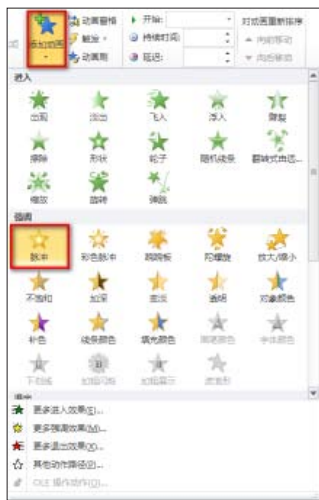 添加动画 动画窗格 开始: 对动画重新排序
触发 持续时间: 向前移动
动画刷 延迟: 向后移动
进入
出现 淡出 飞入 浮入 劈裂
擦除 形状 轮子 随机线条 翻转式由远...
缩放 旋转 弹跳
强调
脉冲 彩色脉冲 跷跷板 陀螺旋 放大/缩小
不饱和 加深 变淡 透明 对象颜色
补色 线条颜色 填充颜色 画笔颜色 字体颜色
下划线 加粗闪烁 加粗展示 波浪形
更多进入效果(E)...
更多强调效果(M)...
更多退出效果(X)...
其他动作路径(P)...
OLE 操作动作(O)...